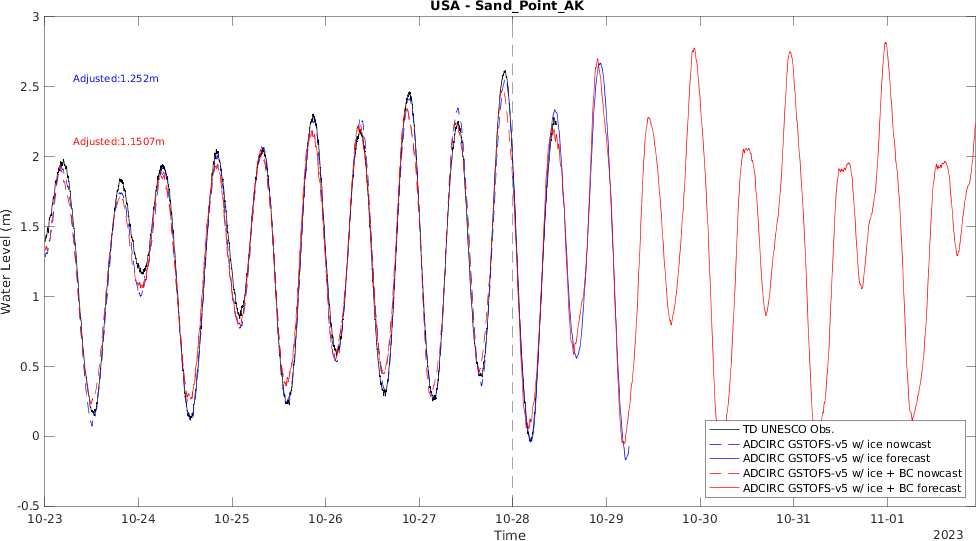 USA - Sand_Point_AK
3
2.5
2
1.5
1
0.5
0
-0.5
Water Level (m)
Adjusted:1.252m
Adjusted:1.1507m
TD UNESCO Obs.
ADCIRC GSTOFS-v5 w/ ice nowcast
ADCIRC GSTOFS-v5 w/ ice forecast
ADCIRC GSTOFS-v5 w/ ice + BC nowcast
ADCIRC GSTOFS-v5 w/ ice + BC forecast
10-23 10-24 10-25 10-26 10-27 10-28 10-29 10-30 10-31 11-01
Time
2023